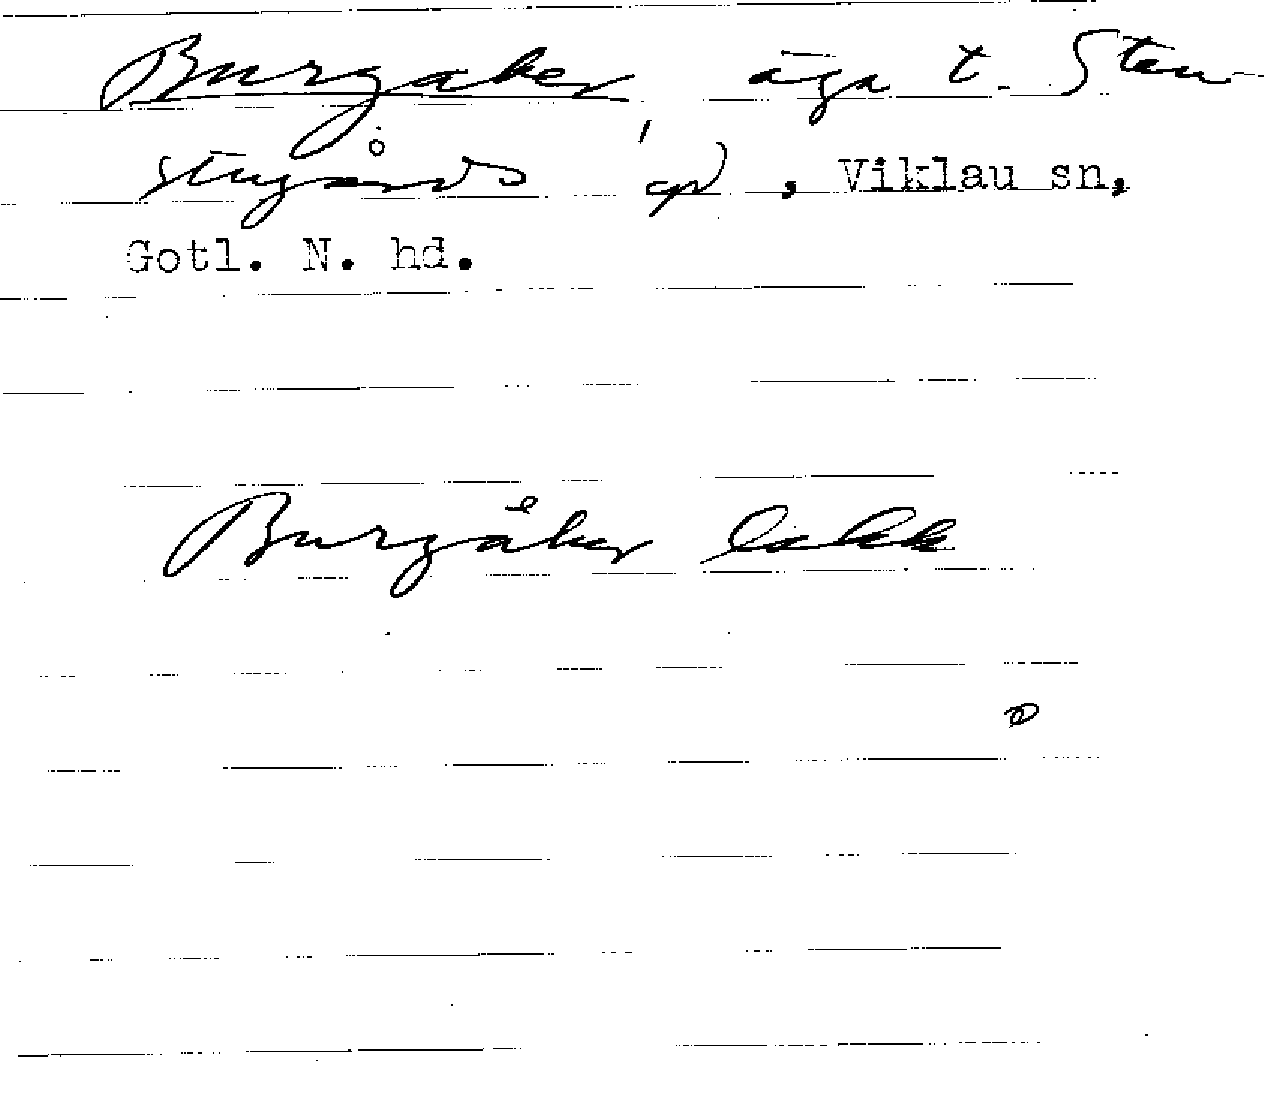 Burgaker, äga t. Sten
stugårds gd, Viklau sn,
Gotl. N. hd.
Burgåker